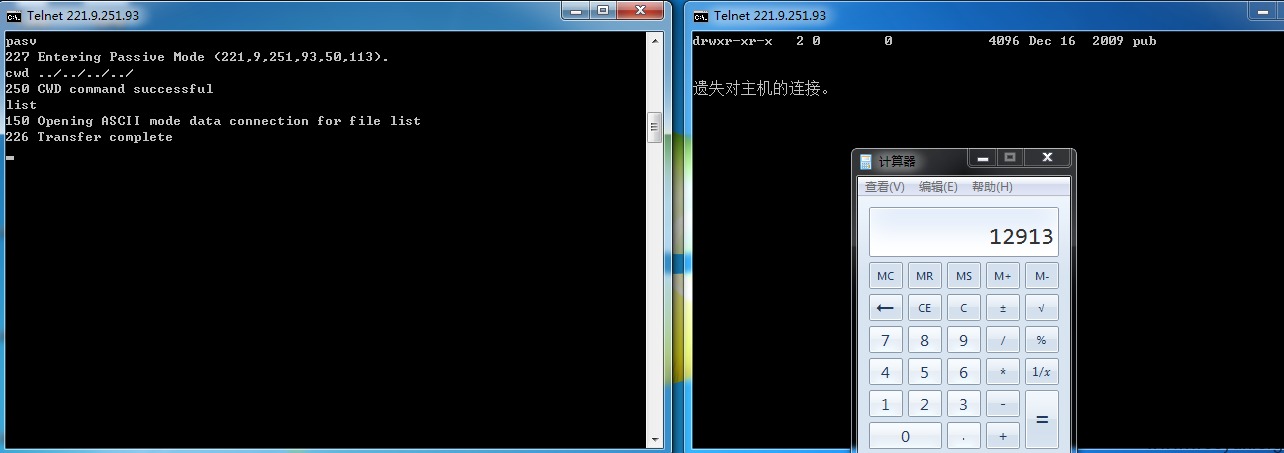 Telnet 221.9.251.93
pasv
227 Entering Passive Mode (221,9,251,93,50,113).
cwd ../../../../
250 CWD command successful
list
150 Opening ASCII mode data connection for file list
226 Transfer complete
Telnet 221.9.251.93
drwxr-xr-x   2 0        0            4096 Dec 16  2009 pub
遗失对主机的连接。
计算器
查看(V) 编辑(E) 帮助(H)
12913
MC MR MS M+ M-
← CE C ± √
7 8 9 / %
4 5 6 * 1/x
1 2 3 - =
0 . +